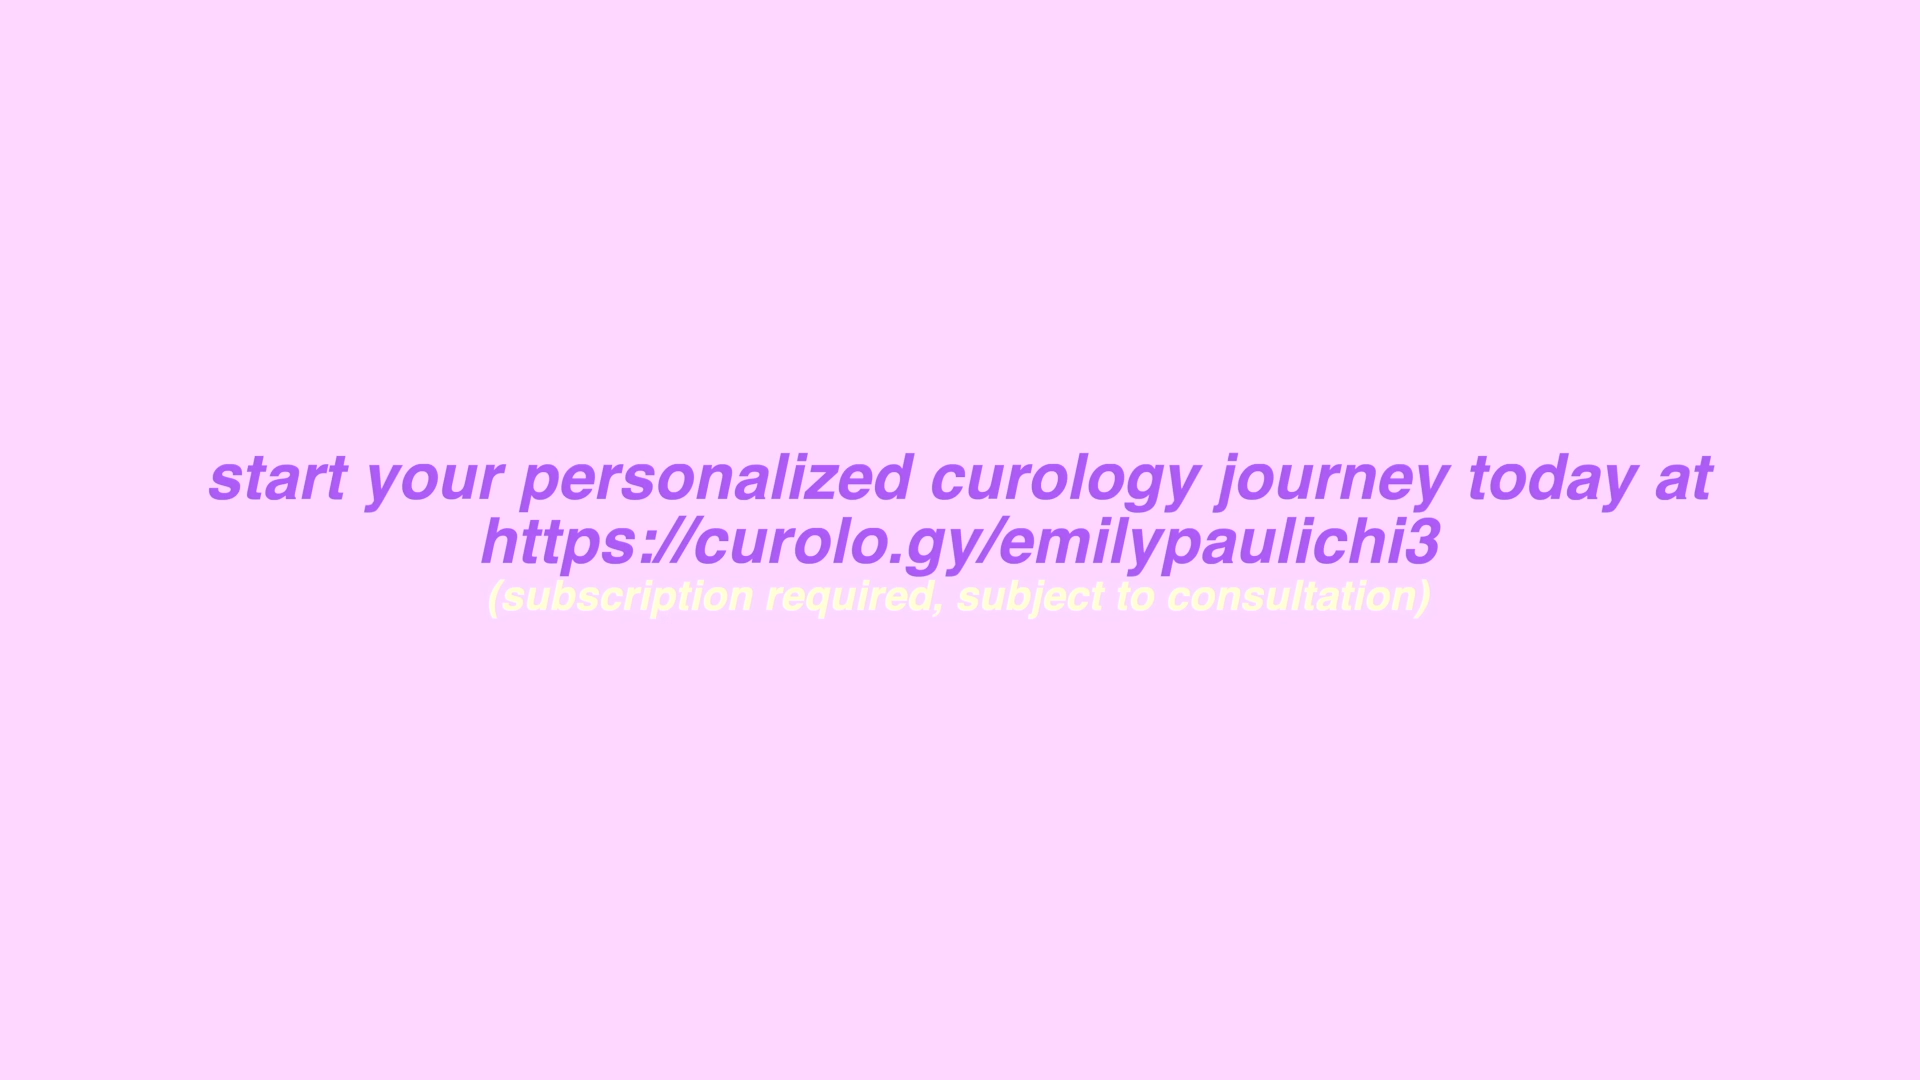 start your personalized curology journey today at
https://curolo.gy/emilypaulichi3
(subscription required, subject to consultation)